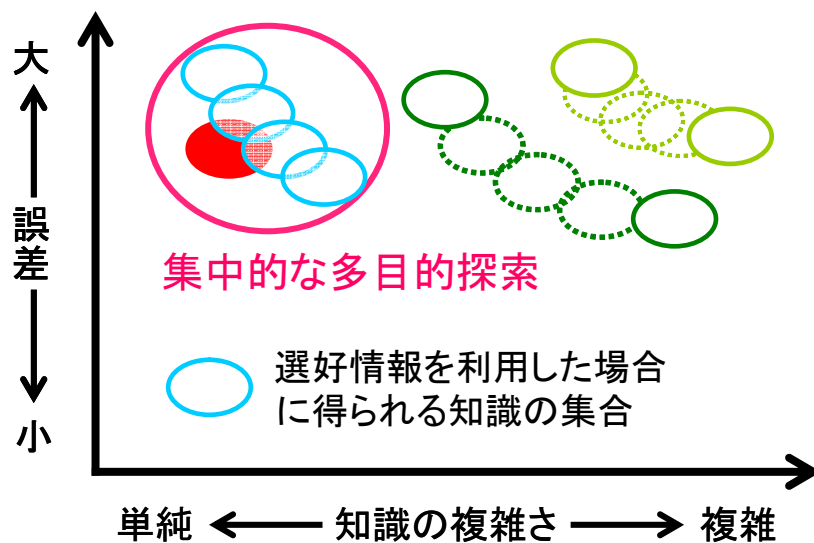 大
誤差
小
集中的な多目的探索
選好情報を利用した場合
に得られる知識の集合
単純
知識の複雑さ
複雑